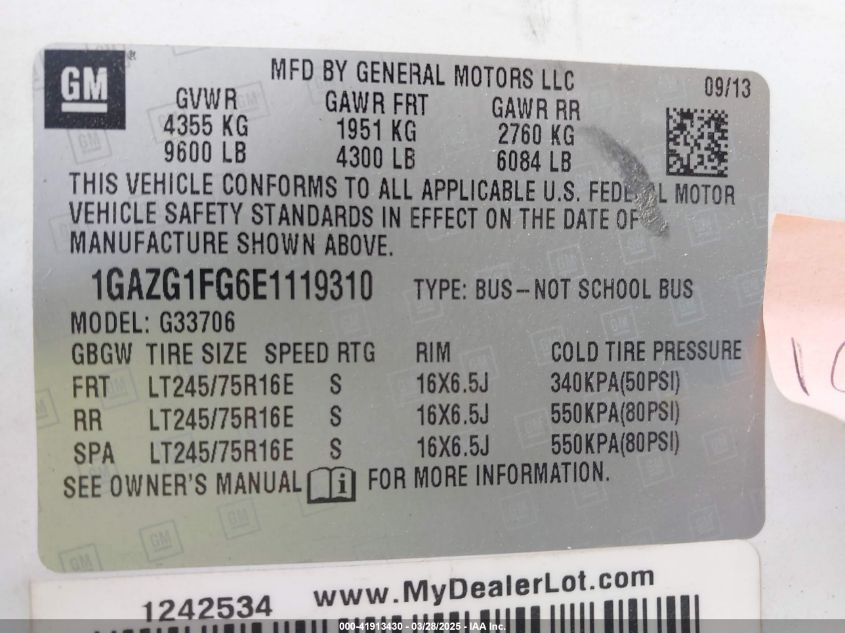 GM
MFD BY GENERAL MOTORS LLC 09/13
GVWR GAWR FRT GAWR RR
4355 KG 1951 KG 2760 KG
9600 LB 4300 LB 6084 LB
THIS VEHICLE CONFORMS TO ALL APPLICABLE U.S. FEDERAL MOTOR
VEHICLE SAFETY STANDARDS IN EFFECT ON THE DATE OF
MANUFACTURE SHOWN ABOVE.
1GAZG1FG6E1119310 TYPE: BUS–NOT SCHOOL BUS
MODEL: G33706
GBGW TIRE SIZE SPEED RTG RIM COLD TIRE PRESSURE
FRT LT245/75R16E S 16X6.5J 340KPA(50PSI)
RR LT245/75R16E S 16X6.5J 550KPA(80PSI)
SPA LT245/75R16E S 16X6.5J 550KPA(80PSI)
SEE OWNER'S MANUAL i FOR MORE INFORMATION.
1242534 www.MyDealerLot.com
000-41913430 - 03/28/2025 - IAA Inc.